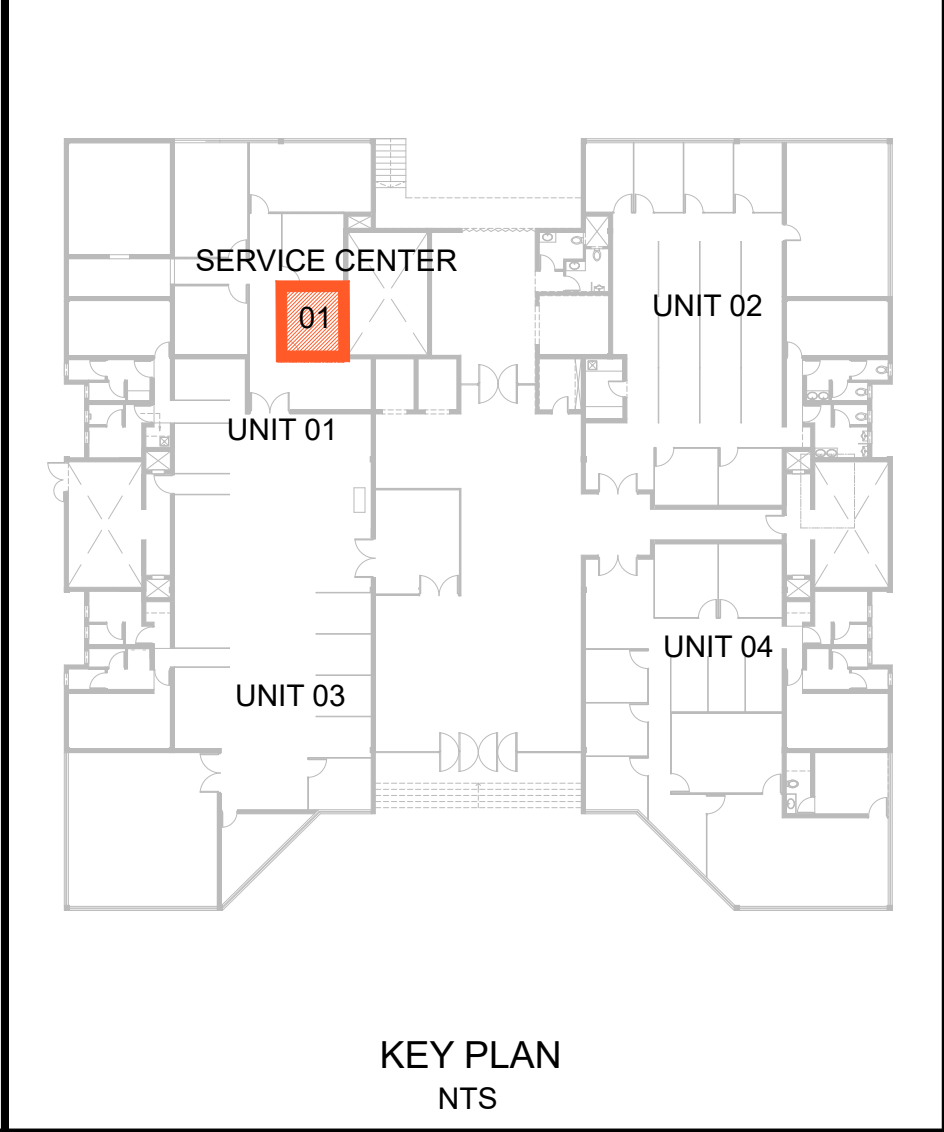 SERVICE CENTER
01
UNIT 02
UNIT 01
UNIT 04
UNIT 03
KEY PLAN
NTS